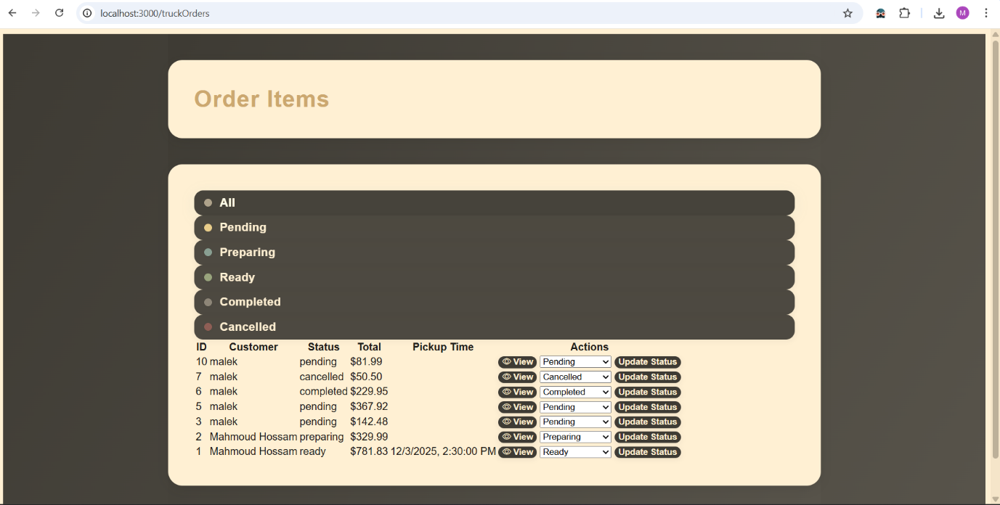 localhost:3000/truckOrders
M
Order Items
All
Pending
Preparing
Ready
Completed
Cancelled
ID Customer Status Total Pickup Time Actions
10 malek pending $81.99 View Pending Update Status
7 malek cancelled $50.50 View Cancelled Update Status
6 malek completed $229.95 View Completed Update Status
5 malek pending $367.92 View Pending Update Status
3 malek pending $142.48 View Pending Update Status
2 Mahmoud Hossam preparing $329.99 View Preparing Update Status
1 Mahmoud Hossam ready $781.83 12/3/2025, 2:30:00 PM View Ready Update Status